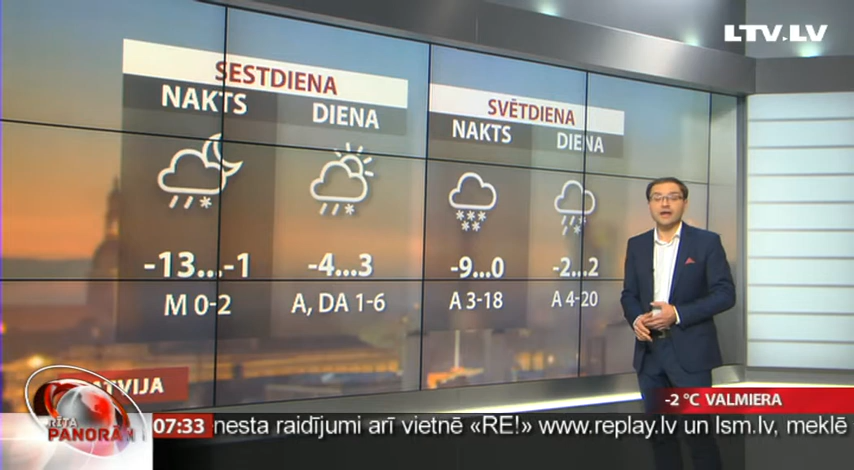 LTV.LV
SESTDIENA
NAKTS DIENA
SVĒTDIENA
NAKTS DIENA
-13...-1 -4...3 -9...0 -2...2
M 0-2 A, DA 1-6 A 3-18 A 4-20
-2 °C VALMIERA
RĪTA
07:33 raidījumi arī vietnē «RE!» www.replay.lv un lsm.lv, meklē